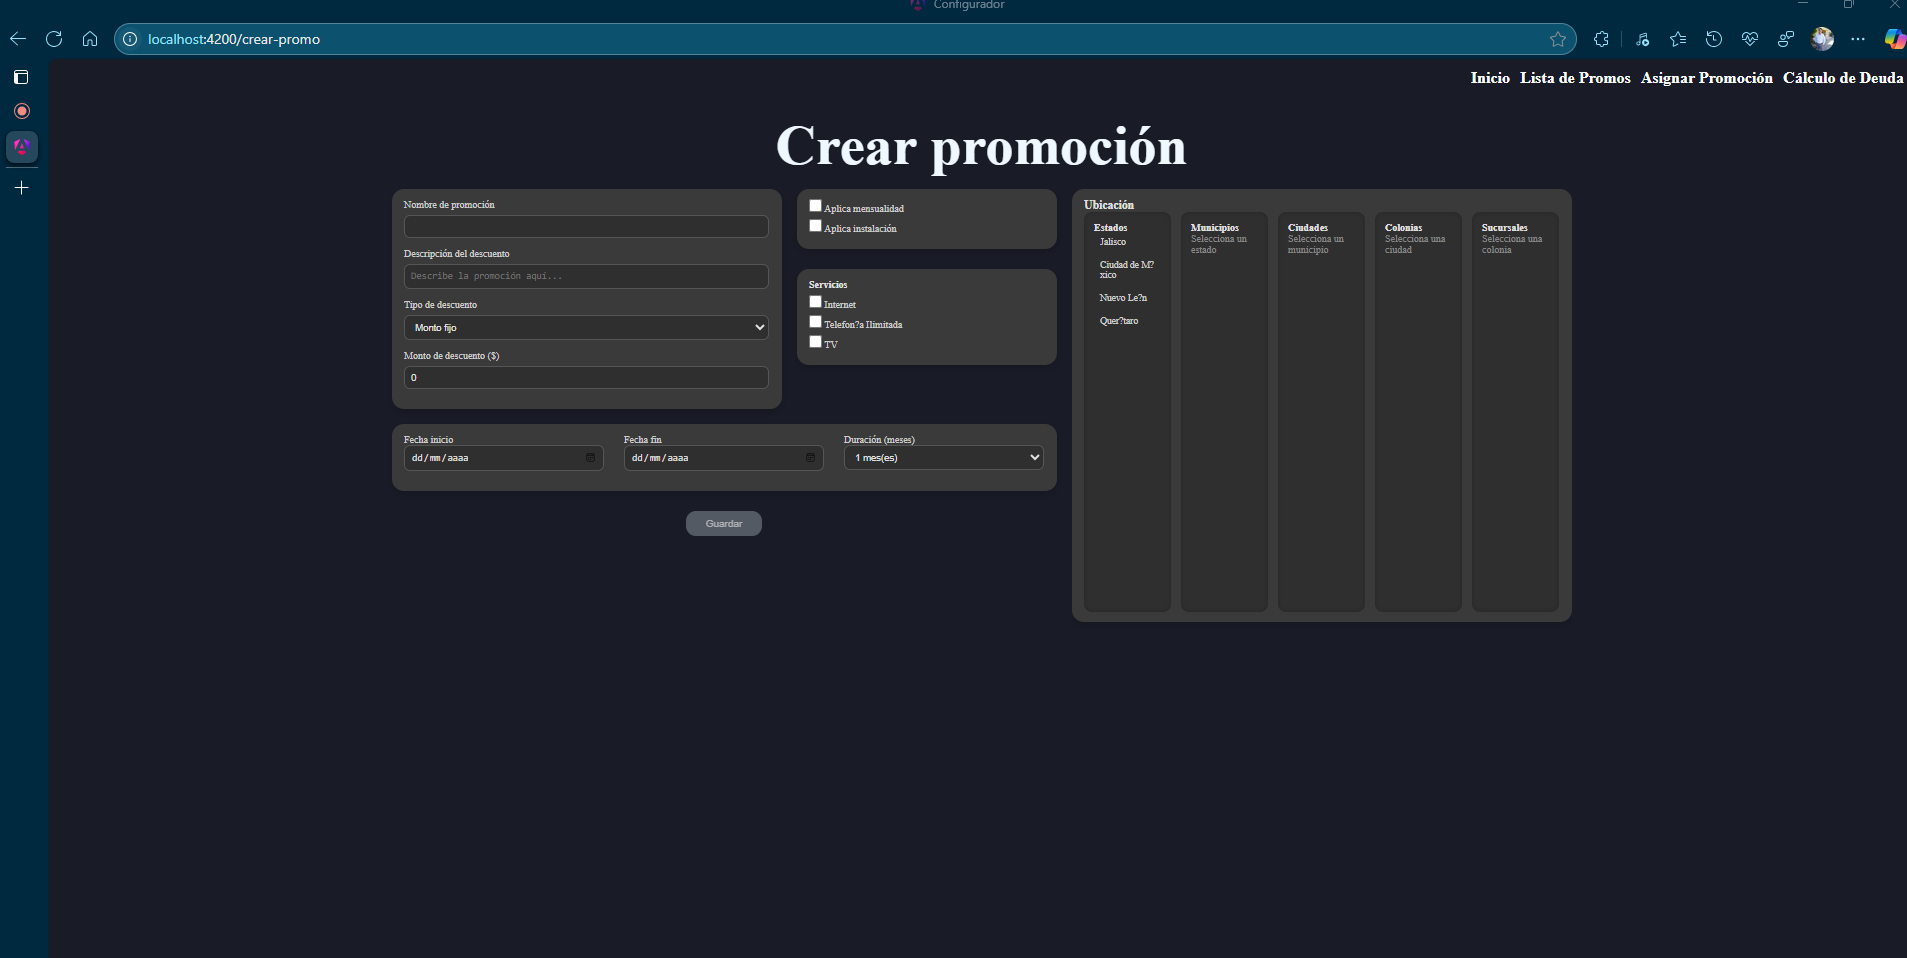 Configurador
localhost:4200/crear-promo
Inicio Lista de Promos Asignar Promoción Cálculo de Deuda
Crear promoción
Nombre de promoción
Descripción del descuento
Describe la promoción aquí...
Tipo de descuento
Monto fijo
Monto de descuento ($)
0
Aplica mensualidad
Aplica instalación
Servicios
Internet
Telefon?a Ilimitada
TV
Fecha inicio
dd/mm/aaaa
Fecha fin
dd/mm/aaaa
Duración (meses)
1 mes(es)
Guardar
Ubicación
Estados
Jalisco
Ciudad de M?
xico
Nuevo Le?n
Quer?taro
Municipios
Selecciona un
estado
Ciudades
Selecciona un
municipio
Colonias
Selecciona una
ciudad
Sucursales
Selecciona una
colonia